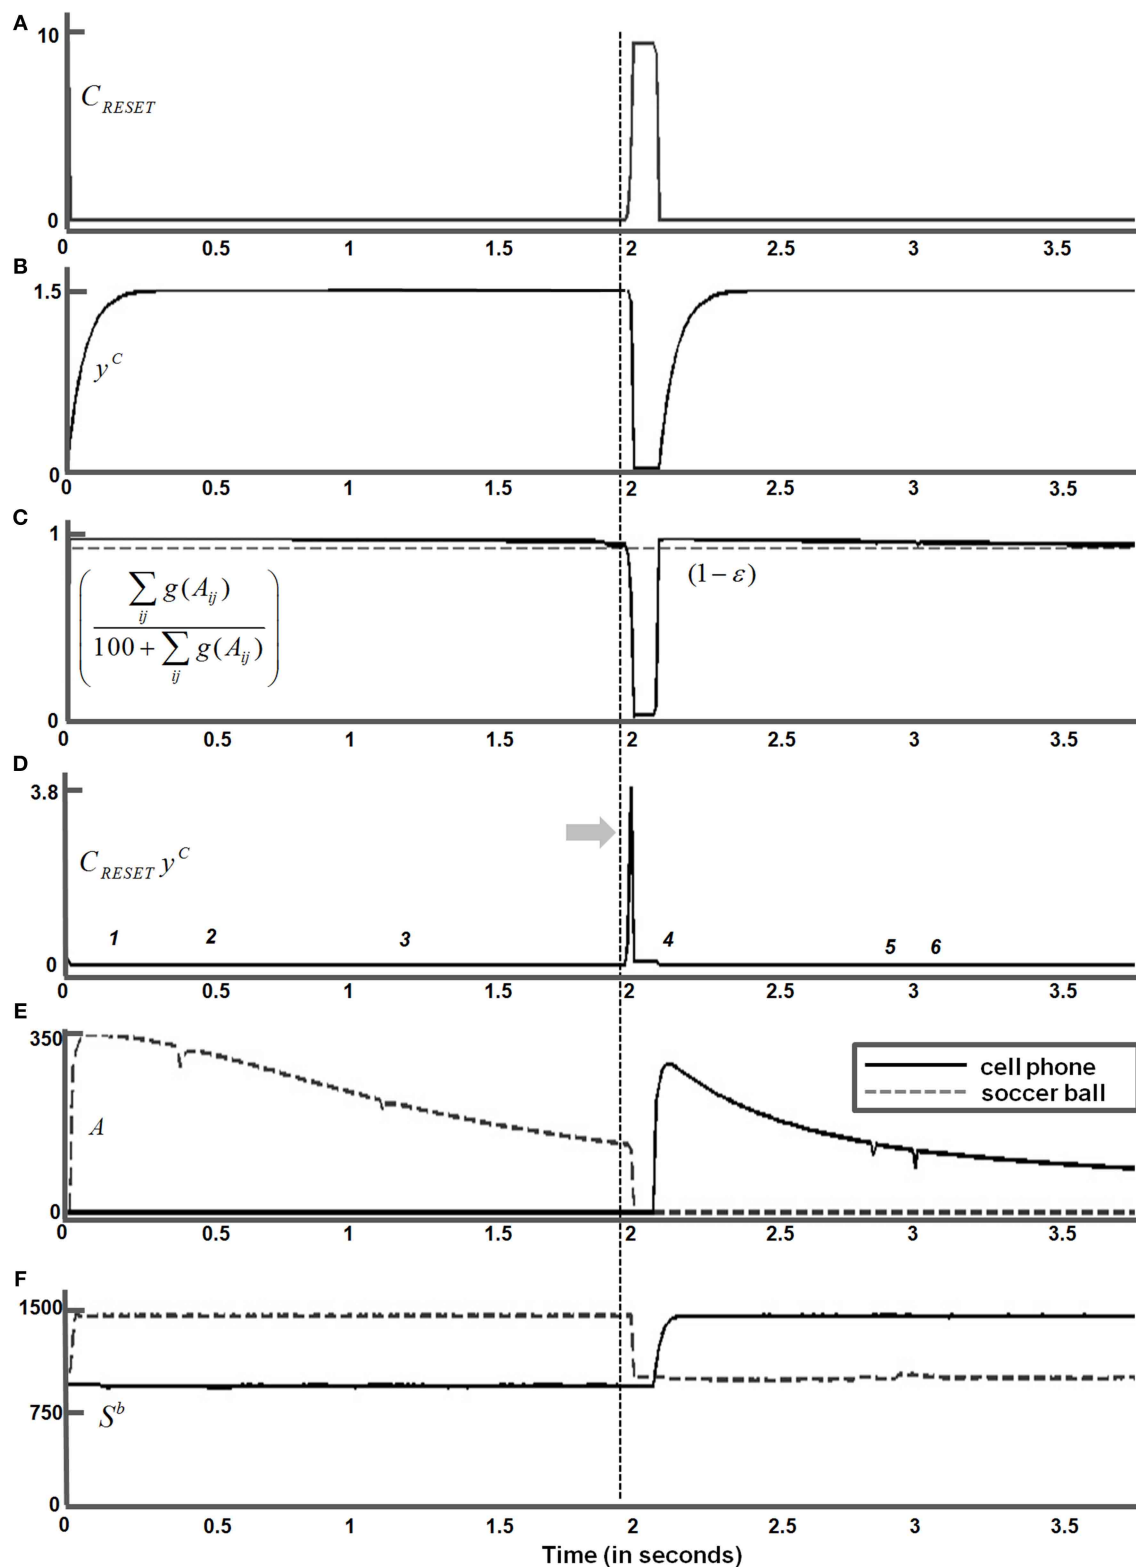 A
10
C_RESET
0
0 0.5 1 1.5 2 2.5 3 3.5
B
1.5
y^C
0
0 0.5 1 1.5 2 2.5 3 3.5
C
1
(1 − ε)
( ∑_ij g(A_ij) / 100 + ∑_ij g(A_ij) )
0
0 0.5 1 1.5 2 2.5 3 3.5
D
3.8
C_RESET y^C
1 2 3 4 5 6
0
0 0.5 1 1.5 2 2.5 3 3.5
E
350
cell phone
soccer ball
A
0
0 0.5 1 1.5 2 2.5 3 3.5
F
1500
750
S^b
0
0 0.5 1 1.5 2 2.5 3 3.5
Time (in seconds)